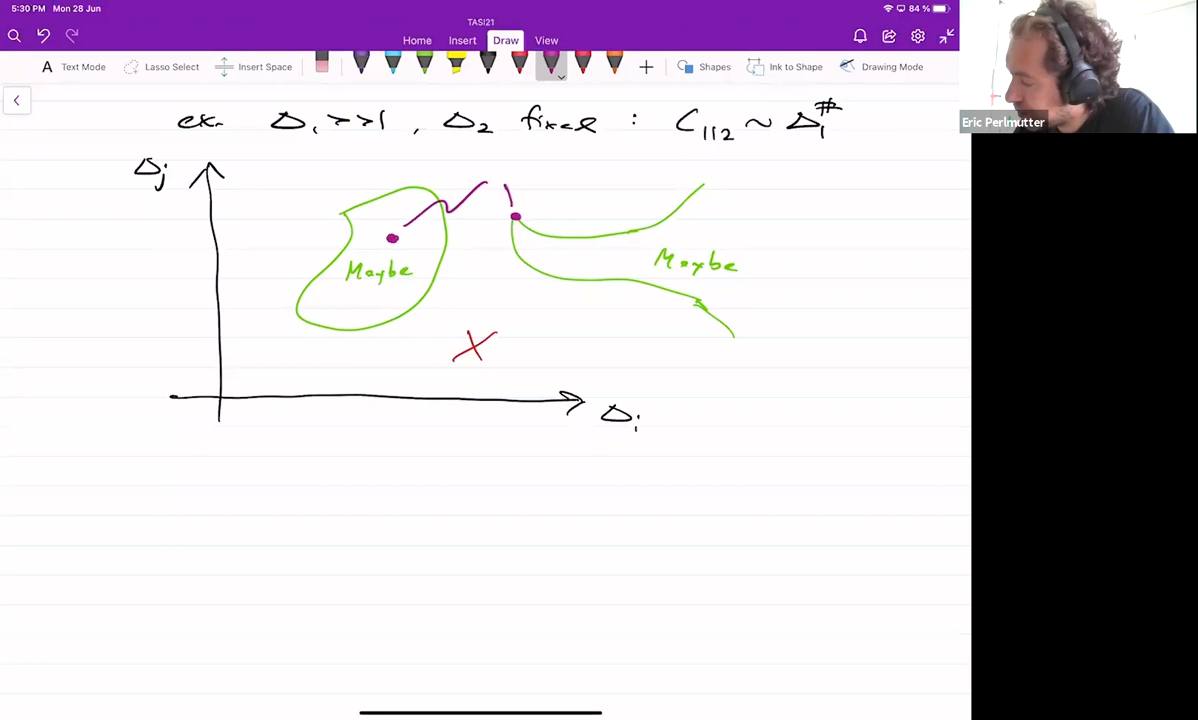 5:30 PM Mon 28 Jun
84 %
TASI21
Home Insert Draw View
Text Mode Lasso Select Insert Space Shapes Ink to Shape Drawing Mode
Eric Perlmutter
ex. Δ₁ >> 1 , Δ₂ fixed : C₁₁₂ ~ Δ₁^#
Δⱼ
Maybe
Maybe
Δᵢ